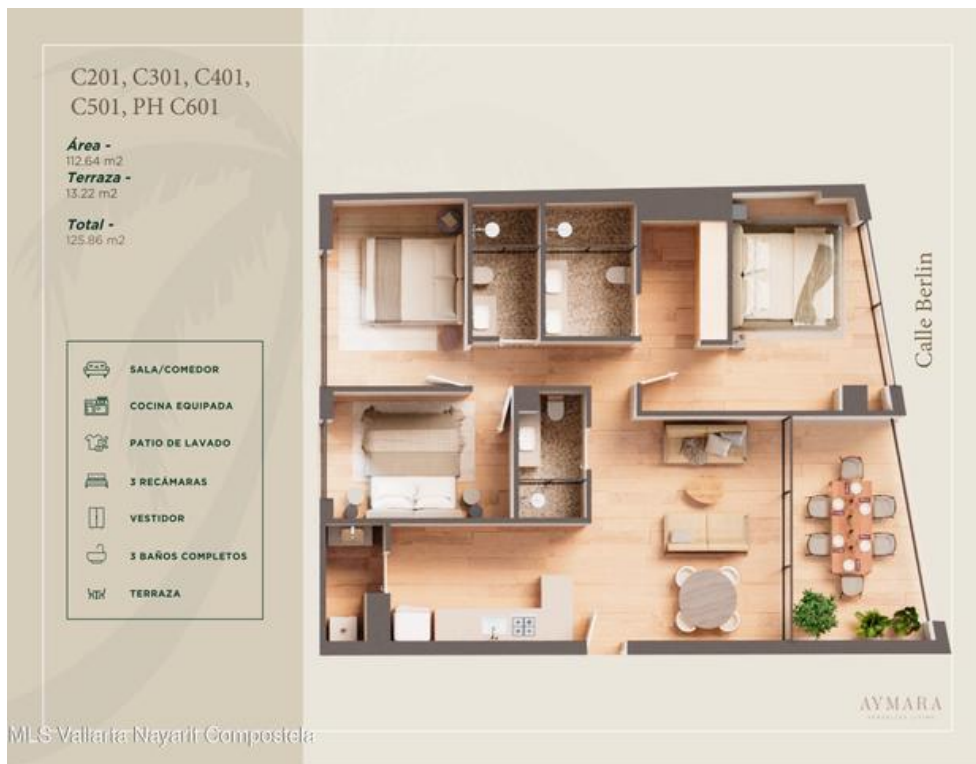 C201, C301, C401,
C501, PH C601
Área -
112.64 m2
Terraza -
13.22 m2
Total -
125.86 m2
SALA/COMEDOR
COCINA EQUIPADA
PATIO DE LAVADO
3 RECÁMARAS
VESTIDOR
3 BAÑOS COMPLETOS
TERRAZA
Calle Berlin
AYMARA
MLS Vallarta Nayarit Compostela